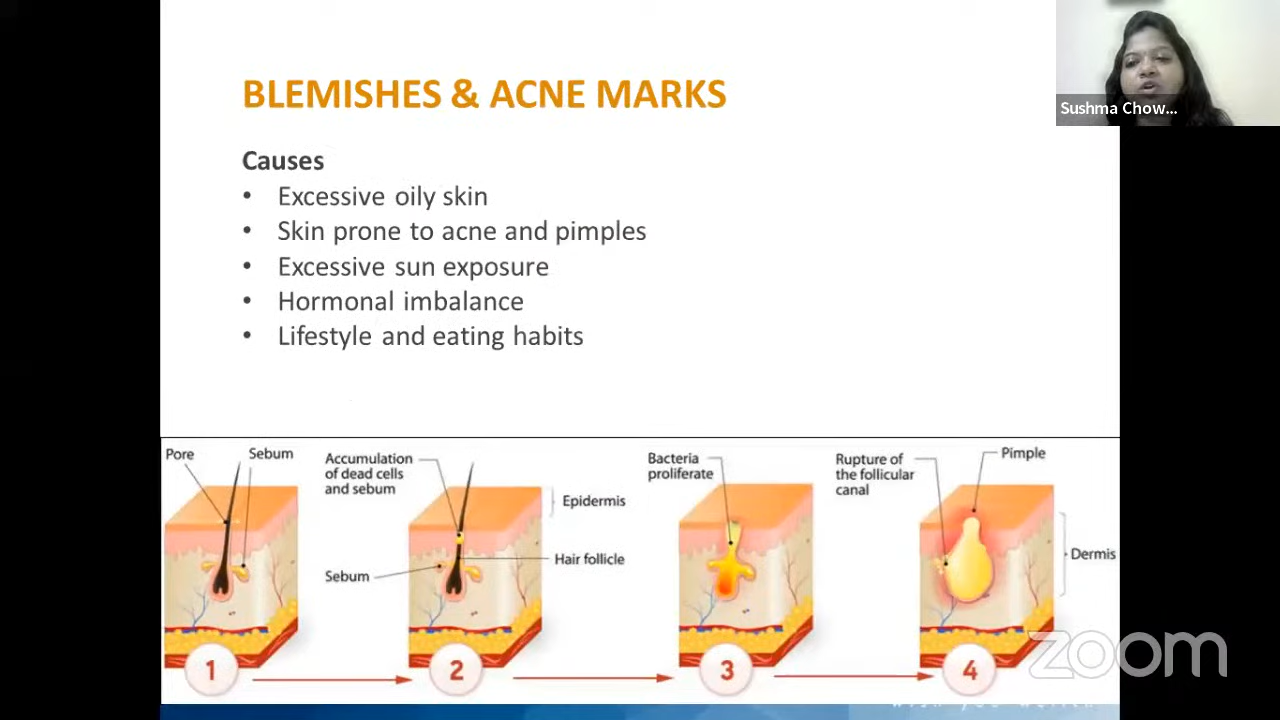 BLEMISHES & ACNE MARKS
Sushma Chow...
Causes
• Excessive oily skin
• Skin prone to acne and pimples
• Excessive sun exposure
• Hormonal imbalance
• Lifestyle and eating habits
Pore
Sebum
Accumulation
of dead cells
and sebum
Epidermis
Hair follicle
Sebum
Bacteria
proliferate
Rupture of
the follicular
canal
Pimple
Dermis
1
2
3
4
zoom